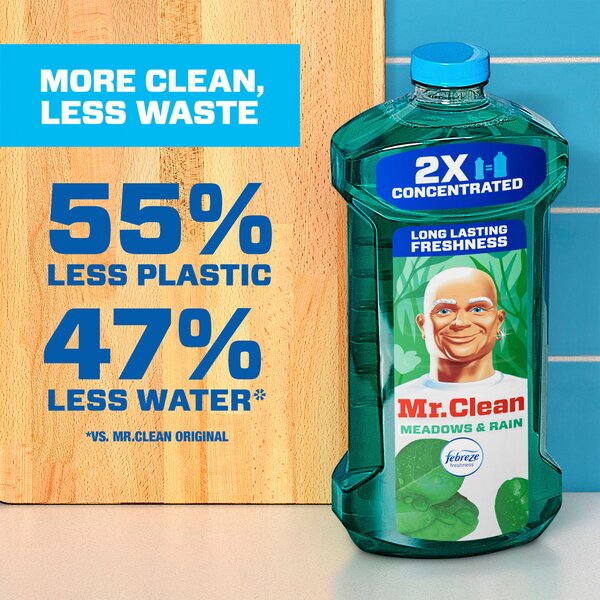 MORE CLEAN,
LESS WASTE
55%
LESS PLASTIC
47%
LESS WATER*
*VS. MR.CLEAN ORIGINAL
2X
CONCENTRATED
LONG LASTING
FRESHNESS
Mr.Clean
MEADOWS & RAIN
febreze
freshness